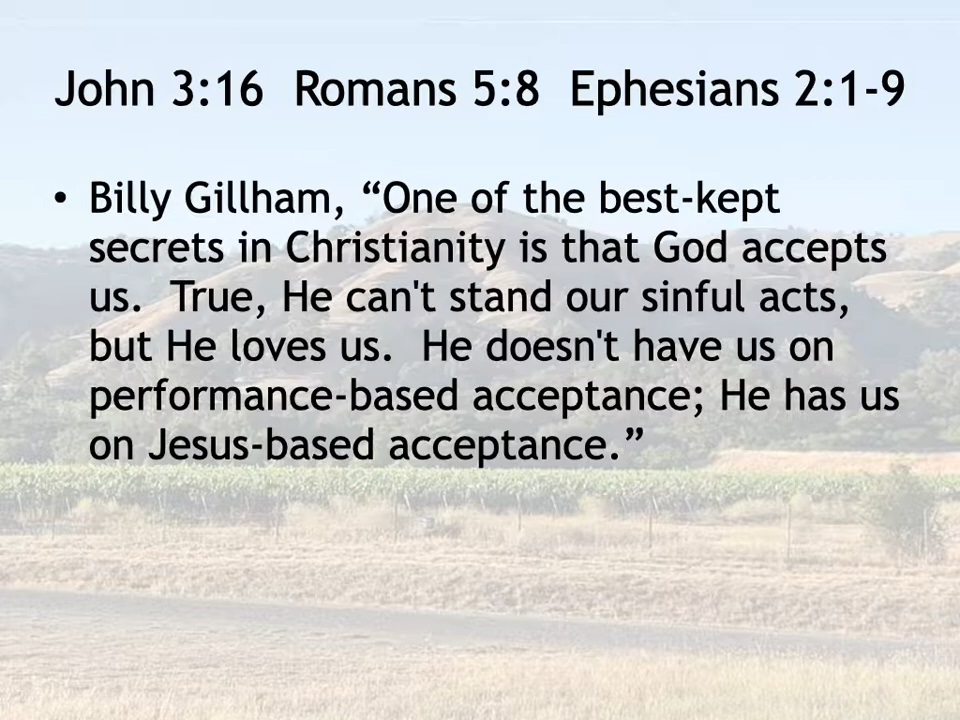 John 3:16  Romans 5:8  Ephesians 2:1-9
• Billy Gillham, “One of the best-kept
secrets in Christianity is that God accepts
us.  True, He can't stand our sinful acts,
but He loves us.  He doesn't have us on
performance-based acceptance; He has us
on Jesus-based acceptance.”